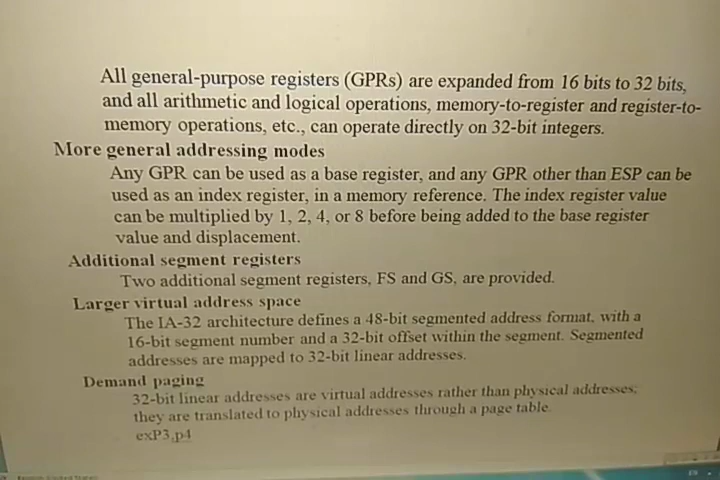 All general-purpose registers (GPRs) are expanded from 16 bits to 32 bits,
and all arithmetic and logical operations, memory-to-register and register-to-
memory operations, etc., can operate directly on 32-bit integers.
More general addressing modes
Any GPR can be used as a base register, and any GPR other than ESP can be
used as an index register, in a memory reference. The index register value
can be multiplied by 1, 2, 4, or 8 before being added to the base register
value and displacement.
Additional segment registers
Two additional segment registers, FS and GS, are provided.
Larger virtual address space
The IA-32 architecture defines a 48-bit segmented address format, with a
16-bit segment number and a 32-bit offset within the segment. Segmented
addresses are mapped to 32-bit linear addresses.
Demand paging
32-bit linear addresses are virtual addresses rather than physical addresses;
they are translated to physical addresses through a page table.
exP3.p4